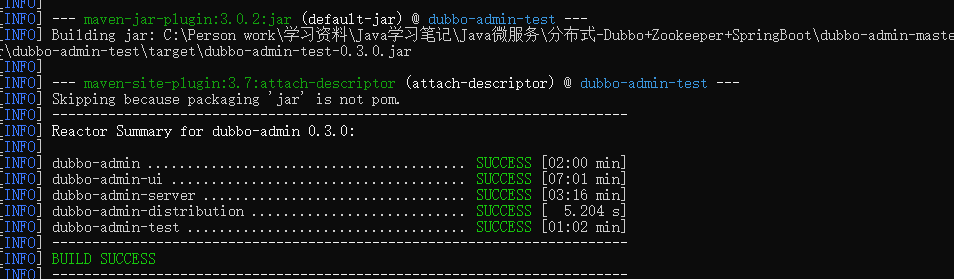 [INFO]
[INFO] --- maven-jar-plugin:3.0.2:jar (default-jar) @ dubbo-admin-test ---
[INFO] Building jar: C:\Person work\学习资料\Java学习笔记\Java微服务\分布式-Dubbo+Zookeeper+SpringBoot\dubbo-admin-maste
r\dubbo-admin-test\target\dubbo-admin-test-0.3.0.jar
[INFO]
[INFO] --- maven-site-plugin:3.7:attach-descriptor (attach-descriptor) @ dubbo-admin-test ---
[INFO] Skipping because packaging 'jar' is not pom.
[INFO] ------------------------------------------------------------------------
[INFO] Reactor Summary for dubbo-admin 0.3.0:
[INFO]
[INFO] dubbo-admin ........................................ SUCCESS [02:00 min]
[INFO] dubbo-admin-ui ..................................... SUCCESS [07:01 min]
[INFO] dubbo-admin-server ................................. SUCCESS [03:16 min]
[INFO] dubbo-admin-distribution ........................... SUCCESS [  5.204 s]
[INFO] dubbo-admin-test ................................... SUCCESS [01:02 min]
[INFO] ------------------------------------------------------------------------
[INFO] BUILD SUCCESS
[INFO] ------------------------------------------------------------------------